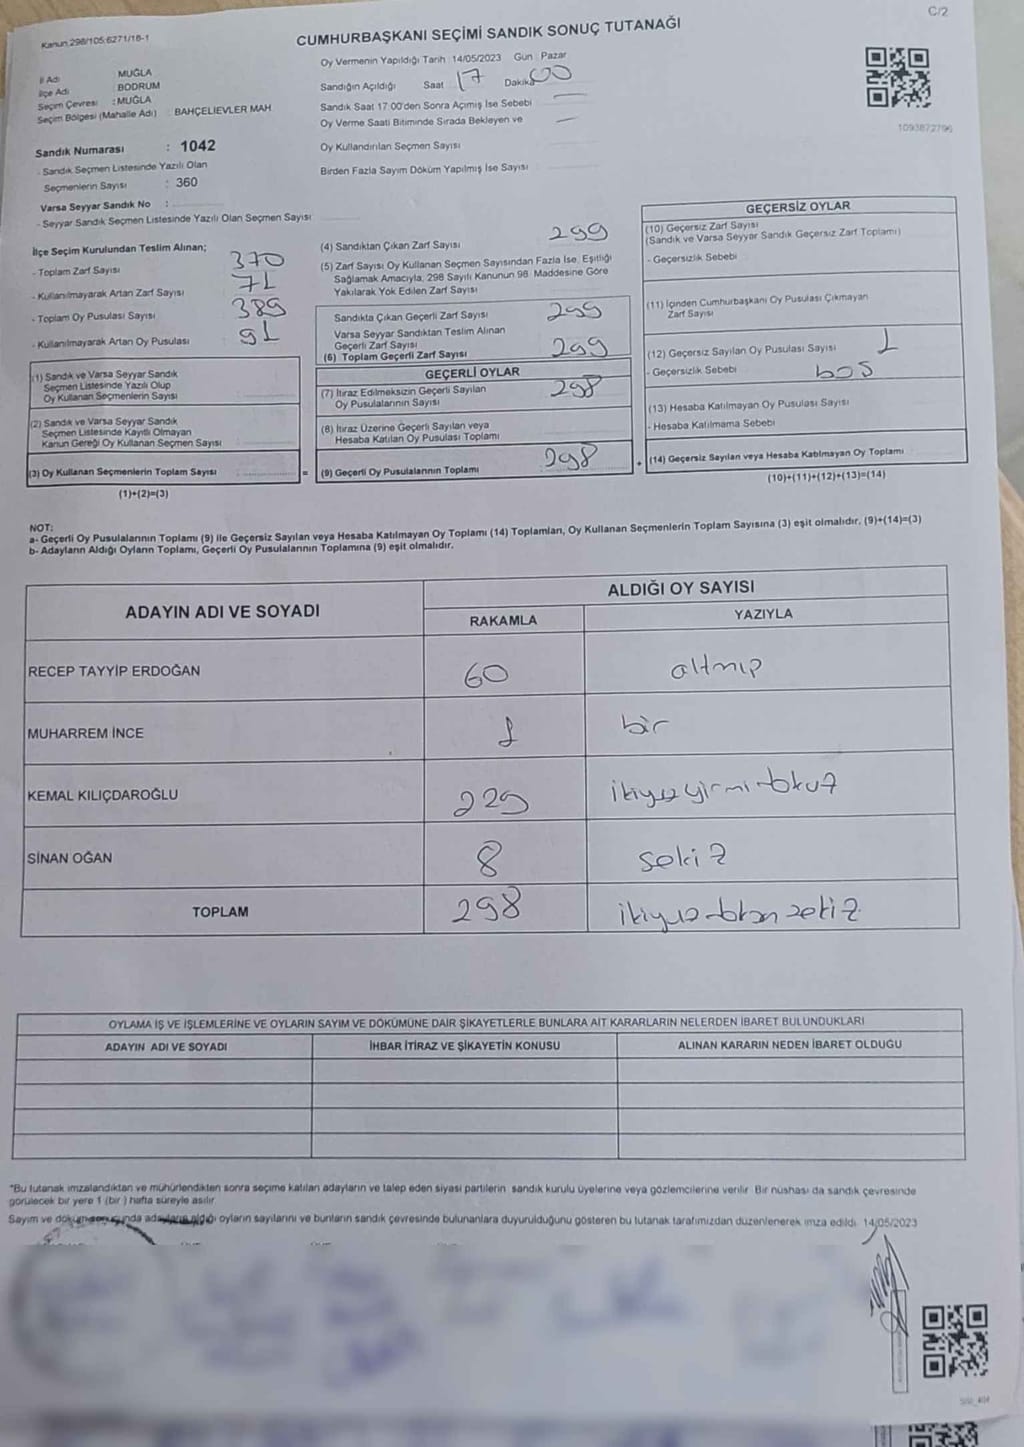 C/2
Kanun:298/105;6271/16-1
CUMHURBAŞKANI SEÇİMİ SANDIK SONUÇ TUTANAĞI
İl Adı MUĞLA
İlçe Adı BODRUM
Seçim Çevresi : MUĞLA
Seçim Bölgesi (Mahalle Adı) BAHÇELİEVLER MAH
Oy Vermenin Yapıldığı Tarih 14/05/2023 Gün Pazar
Sandığın Açıldığı Saat 17 Dakika 00
Sandık Saat 17:00'den Sonra Açımış İse Sebebi —
Oy Verme Saati Bitiminde Sırada Bekleyen ve —
Oy Kullandırılan Seçmen Sayısı
Birden Fazla Sayım Döküm Yapılmış İse Sayısı
1093872796
Sandık Numarası : 1042
- Sandık Seçmen Listesinde Yazılı Olan
Seçmenlerin Sayısı : 360
Varsa Seyyar Sandık No :
- Seyyar Sandık Seçmen Listesinde Yazılı Olan Seçmen Sayısı
İlçe Seçim Kurulundan Teslim Alınan;
- Toplam Zarf Sayısı 370
- Kullanılmayarak Artan Zarf Sayısı 71
- Toplam Oy Pusulası Sayısı 389
- Kullanılmayarak Artan Oy Pusulası 91
(1) Sandık ve Varsa Seyyar Sandık
Seçmen Listesinde Yazılı Olup
Oy Kullanan Seçmenlerin Sayısı
(2) Sandık ve Varsa Seyyar Sandık
Seçmen Listesinde Kayıtlı Olmayan
Kanun Gereği Oy Kullanan Seçmen Sayısı
(3) Oy Kullanan Seçmenlerin Toplam Sayısı
(1)+(2)=(3)
(4) Sandıktan Çıkan Zarf Sayısı 299
(5) Zarf Sayısı Oy Kullanan Seçmen Sayısından Fazla İse, Eşitliği
Sağlamak Amacıyla, 298 Sayılı Kanunun 98. Maddesine Göre
Yakılarak Yok Edilen Zarf Sayısı
Sandıkta Çıkan Geçerli Zarf Sayısı 299
Varsa Seyyar Sandıktan Teslim Alınan
Geçerli Zarf Sayısı
(6) Toplam Geçerli Zarf Sayısı 299
GEÇERLİ OYLAR
(7) İtiraz Edilmeksizin Geçerli Sayılan
Oy Pusulalarının Sayısı 298
(8) İtiraz Üzerine Geçerli Sayılan veya
Hesaba Katılan Oy Pusulası Toplamı
= (9) Geçerli Oy Pusulalarının Toplamı 298
GEÇERSİZ OYLAR
(10) Geçersiz Zarf Sayısı
(Sandık ve Varsa Seyyar Sandık Geçersiz Zarf Toplamı)
- Geçersizlik Sebebi
(11) İçinden Cumhurbaşkanı Oy Pusulası Çıkmayan
Zarf Sayısı
(12) Geçersiz Sayılan Oy Pusulası Sayısı 1
- Geçersizlik Sebebi boş
(13) Hesaba Katılmayan Oy Pusulası Sayısı
- Hesaba Katılmama Sebebi
+ (14) Geçersiz Sayılan veya Hesaba Katılmayan Oy Toplamı
(10)+(11)+(12)+(13)=(14)
NOT:
a- Geçerli Oy Pusulalarının Toplamı (9) ile Geçersiz Sayılan veya Hesaba Katılmayan Oy Toplamı (14) Toplamları, Oy Kullanan Seçmenlerin Toplam Sayısına (3) eşit olmalıdır. (9)+(14)=(3)
b- Adayların Aldığı Oyların Toplamı, Geçerli Oy Pusulalarının Toplamına (9) eşit olmalıdır.
ADAYIN ADI VE SOYADI ALDIĞI OY SAYISI
RAKAMLA YAZIYLA
RECEP TAYYİP ERDOĞAN 60 altmış
MUHARREM İNCE 1 bir
KEMAL KILIÇDAROĞLU 229 ikiyüzyirmidokuz
SİNAN OĞAN 8 sekiz
TOPLAM 298 ikiyüzdoksansekiz
OYLAMA İŞ VE İŞLEMLERİNE VE OYLARIN SAYIM VE DÖKÜMÜNE DAİR ŞİKAYETLERLE BUNLARA AİT KARARLARIN NELERDEN İBARET BULUNDUKLARI
ADAYIN ADI VE SOYADI İHBAR İTİRAZ VE ŞİKAYETİN KONUSU ALINAN KARARIN NEDEN İBARET OLDUĞU
*Bu tutanak imzalandıktan ve mühürlendikten sonra seçime katılan adayların ve talep eden siyasi partilerin sandık kurulu üyelerine veya gözlemcilerine verilir. Bir nüshası da sandık çevresinde
görülecek bir yere 1 (bir ) hafta süreyle asılır.
Sayım ve döküm sonucunda adayların aldığı oyların sayılarını ve bunların sandık çevresinde bulunanlara duyurulduğunu gösteren bu tutanak tarafımızdan düzenlenerek imza edildi. 14/05/2023